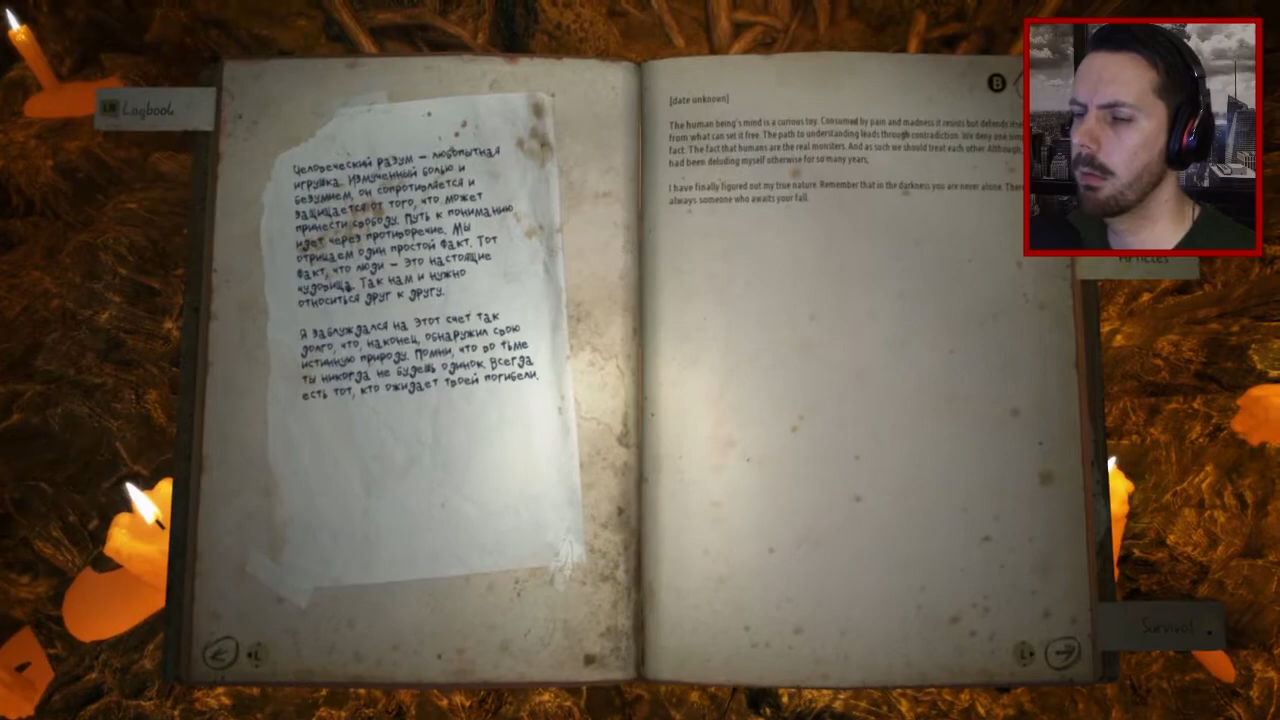 Logbook
Человеческий разум – любопытная
игрушка. Измученный болью и
безумием, он сопротивляется и
защищается от того, что может
принести свободу. Путь к пониманию
идет через противоречие. Мы
отрицаем один простой факт. Тот
факт, что люди – это настоящие
чудовища. Так нам и нужно
относиться друг к другу.
Я заблуждался на этот счет так
долго, что, наконец, обнаружил свою
истинную природу. Помни, что во тьме
ты никогда не будешь одинок. Всегда
есть тот, кто ожидает твоей погибели.
L
[date unknown]
B
The human being's mind is a curious toy. Consumed by pain and madness it resists but defends
from what can set it free. The path to understanding leads through contradiction. We deny one
fact. The fact that humans are the real monsters. And as such we should treat each other. Although
had been deluding myself otherwise for so many years,
I have finally figured out my true nature. Remember that in the darkness you are never alone.
always someone who awaits your fall.
L
Articles
Survival